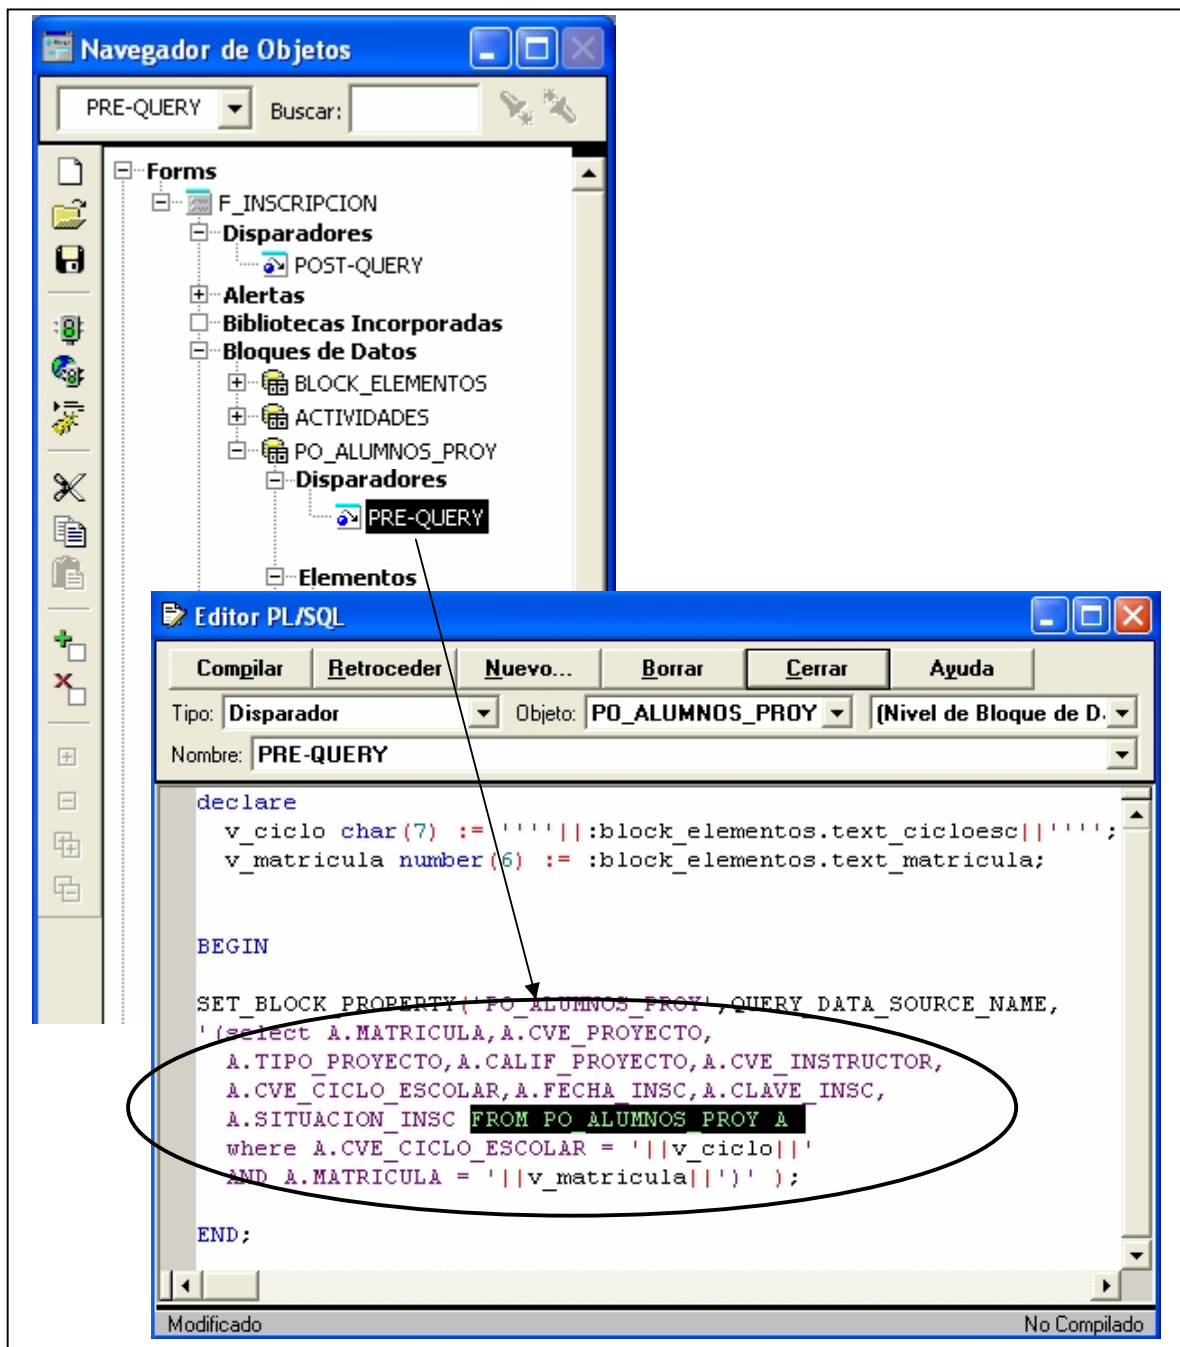 Navegador de Objetos
PRE-QUERY Buscar:
Forms
F_INSCRIPCION
Disparadores
POST-QUERY
Alertas
Bibliotecas Incorporadas
Bloques de Datos
BLOCK_ELEMENTOS
ACTIVIDADES
PO_ALUMNOS_PROY
Disparadores
PRE-QUERY
Elementos
Editor PL/SQL
Compilar Retroceder Nuevo... Borrar Cerrar Ayuda
Tipo: Disparador Objeto: PO_ALUMNOS_PROY (Nivel de Bloque de D.
Nombre: PRE-QUERY
declare
v_ciclo char(7) := ''''||:block_elementos.text_cicloesc||'''';
v_matricula number(6) := :block_elementos.text_matricula;
BEGIN
SET_BLOCK_PROPERTY('PO_ALUMNOS_PROY',QUERY_DATA_SOURCE_NAME,
'(select A.MATRICULA,A.CVE_PROYECTO,
A.TIPO_PROYECTO,A.CALIF_PROYECTO,A.CVE_INSTRUCTOR,
A.CVE_CICLO_ESCOLAR,A.FECHA_INSC,A.CLAVE_INSC,
A.SITUACION_INSC FROM PO_ALUMNOS_PROY A
where A.CVE_CICLO_ESCOLAR = '||v_ciclo||'
AND A.MATRICULA = '||v_matricula||')' );
END;
Modificado No Compilado